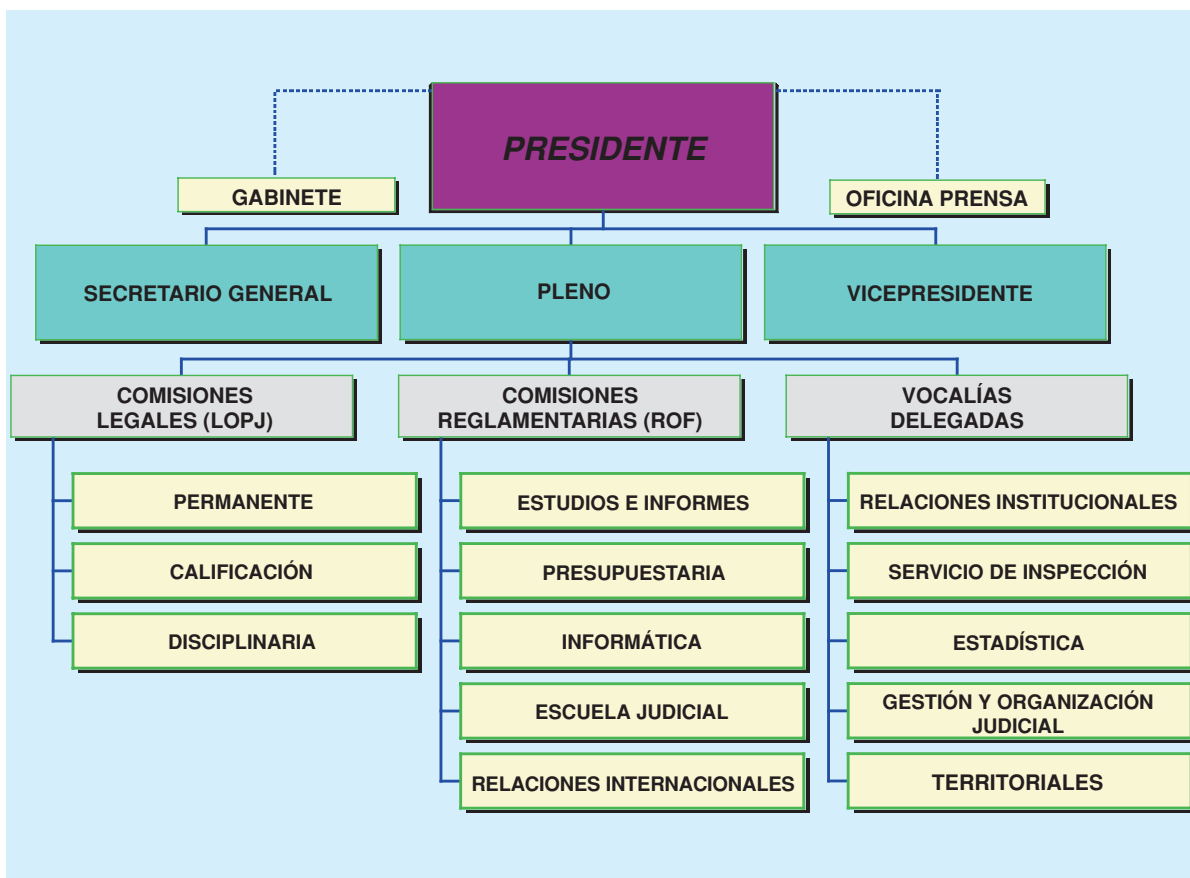 PRESIDENTE
GABINETE
OFICINA PRENSA
SECRETARIO GENERAL
PLENO
VICEPRESIDENTE
COMISIONES
LEGALES (LOPJ)
COMISIONES
REGLAMENTARIAS (ROF)
VOCALÍAS
DELEGADAS
PERMANENTE
CALIFICACIÓN
DISCIPLINARIA
ESTUDIOS E INFORMES
PRESUPUESTARIA
INFORMÁTICA
ESCUELA JUDICIAL
RELACIONES INTERNACIONALES
RELACIONES INSTITUCIONALES
SERVICIO DE INSPECCIÓN
ESTADÍSTICA
GESTIÓN Y ORGANIZACIÓN
JUDICIAL
TERRITORIALES